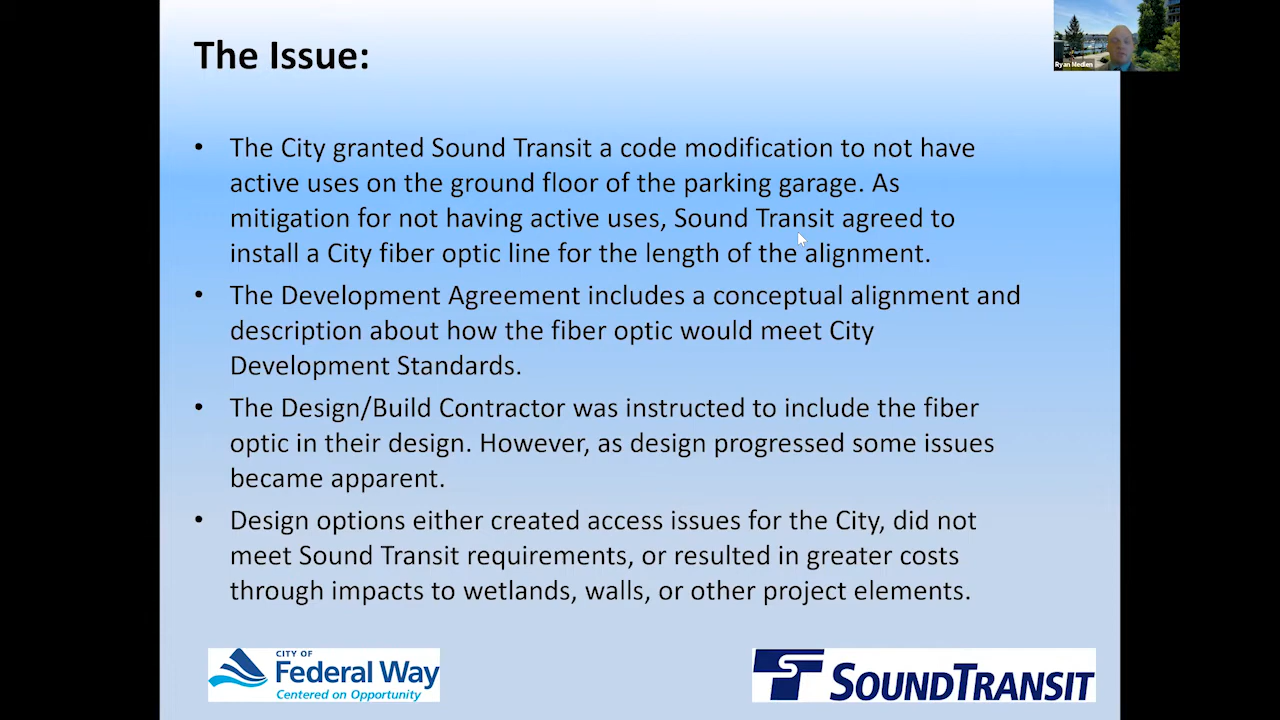 The Issue:
Ryan Medlen
• The City granted Sound Transit a code modification to not have
active uses on the ground floor of the parking garage. As
mitigation for not having active uses, Sound Transit agreed to
install a City fiber optic line for the length of the alignment.
• The Development Agreement includes a conceptual alignment and
description about how the fiber optic would meet City
Development Standards.
• The Design/Build Contractor was instructed to include the fiber
optic in their design. However, as design progressed some issues
became apparent.
• Design options either created access issues for the City, did not
meet Sound Transit requirements, or resulted in greater costs
through impacts to wetlands, walls, or other project elements.
CITY OF
Federal Way
Centered on Opportunity
SOUNDTRANSIT